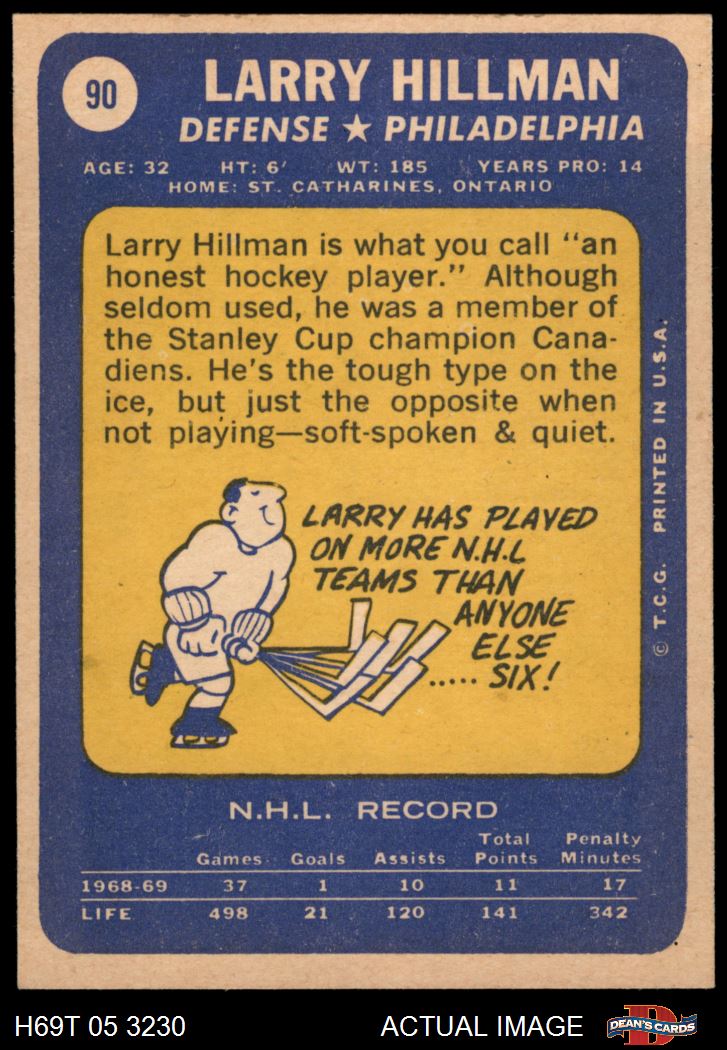 90
LARRY HILLMAN
DEFENSE ★ PHILADELPHIA
AGE: 32 HT: 6' WT: 185 YEARS PRO: 14
HOME: ST. CATHARINES, ONTARIO
Larry Hillman is what you call "an
honest hockey player." Although
seldom used, he was a member of
the Stanley Cup champion Cana-
diens. He's the tough type on the
ice, but just the opposite when
not playing—soft-spoken & quiet.
LARRY HAS PLAYED
ON MORE N.H.L
TEAMS THAN
ANYONE
ELSE
..... SIX!
© T.C.G. PRINTED IN U.S.A.
N.H.L. RECORD
Games Goals Assists Total Points Penalty Minutes
1968-69 37 1 10 11 17
LIFE 498 21 120 141 342
H69T 05 3230 ACTUAL IMAGE D DEAN'S CARDS